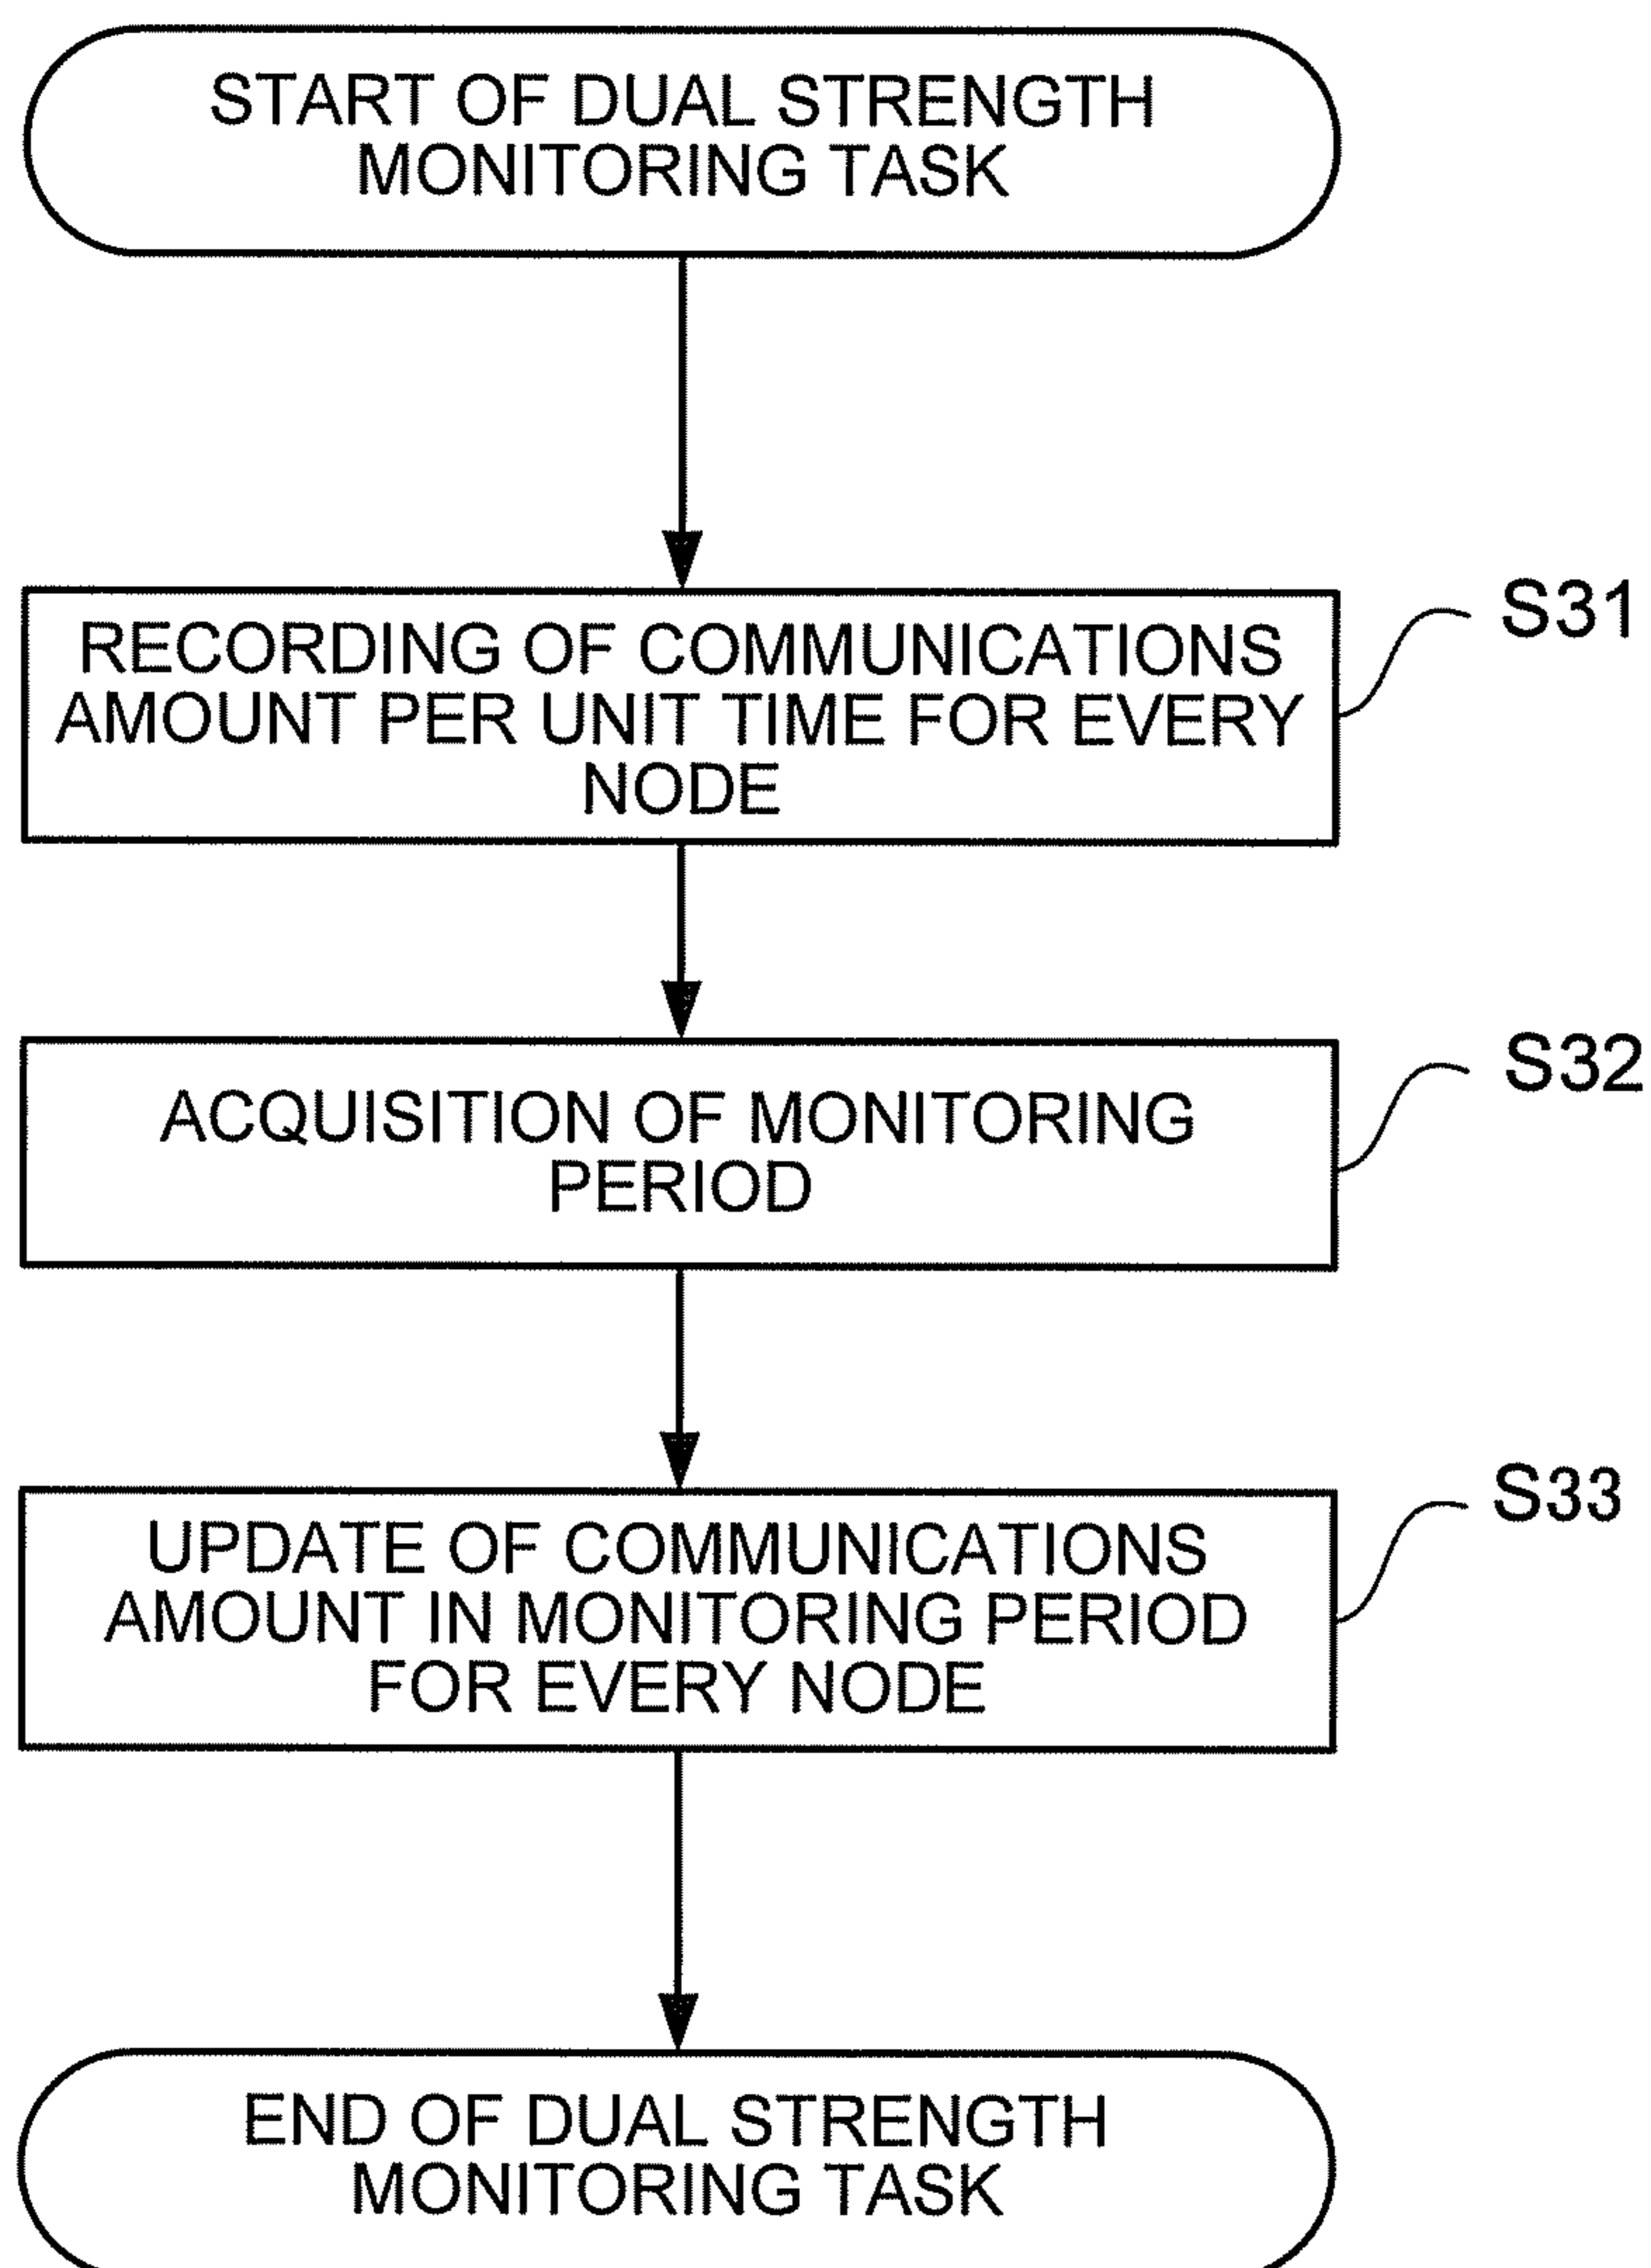 START OF DUAL STRENGTH
MONITORING TASK
RECORDING OF COMMUNICATIONS
AMOUNT PER UNIT TIME FOR EVERY
NODE
S31
ACQUISITION OF MONITORING
PERIOD
S32
UPDATE OF COMMUNICATIONS
AMOUNT IN MONITORING PERIOD
FOR EVERY NODE
S33
END OF DUAL STRENGTH
MONITORING TASK